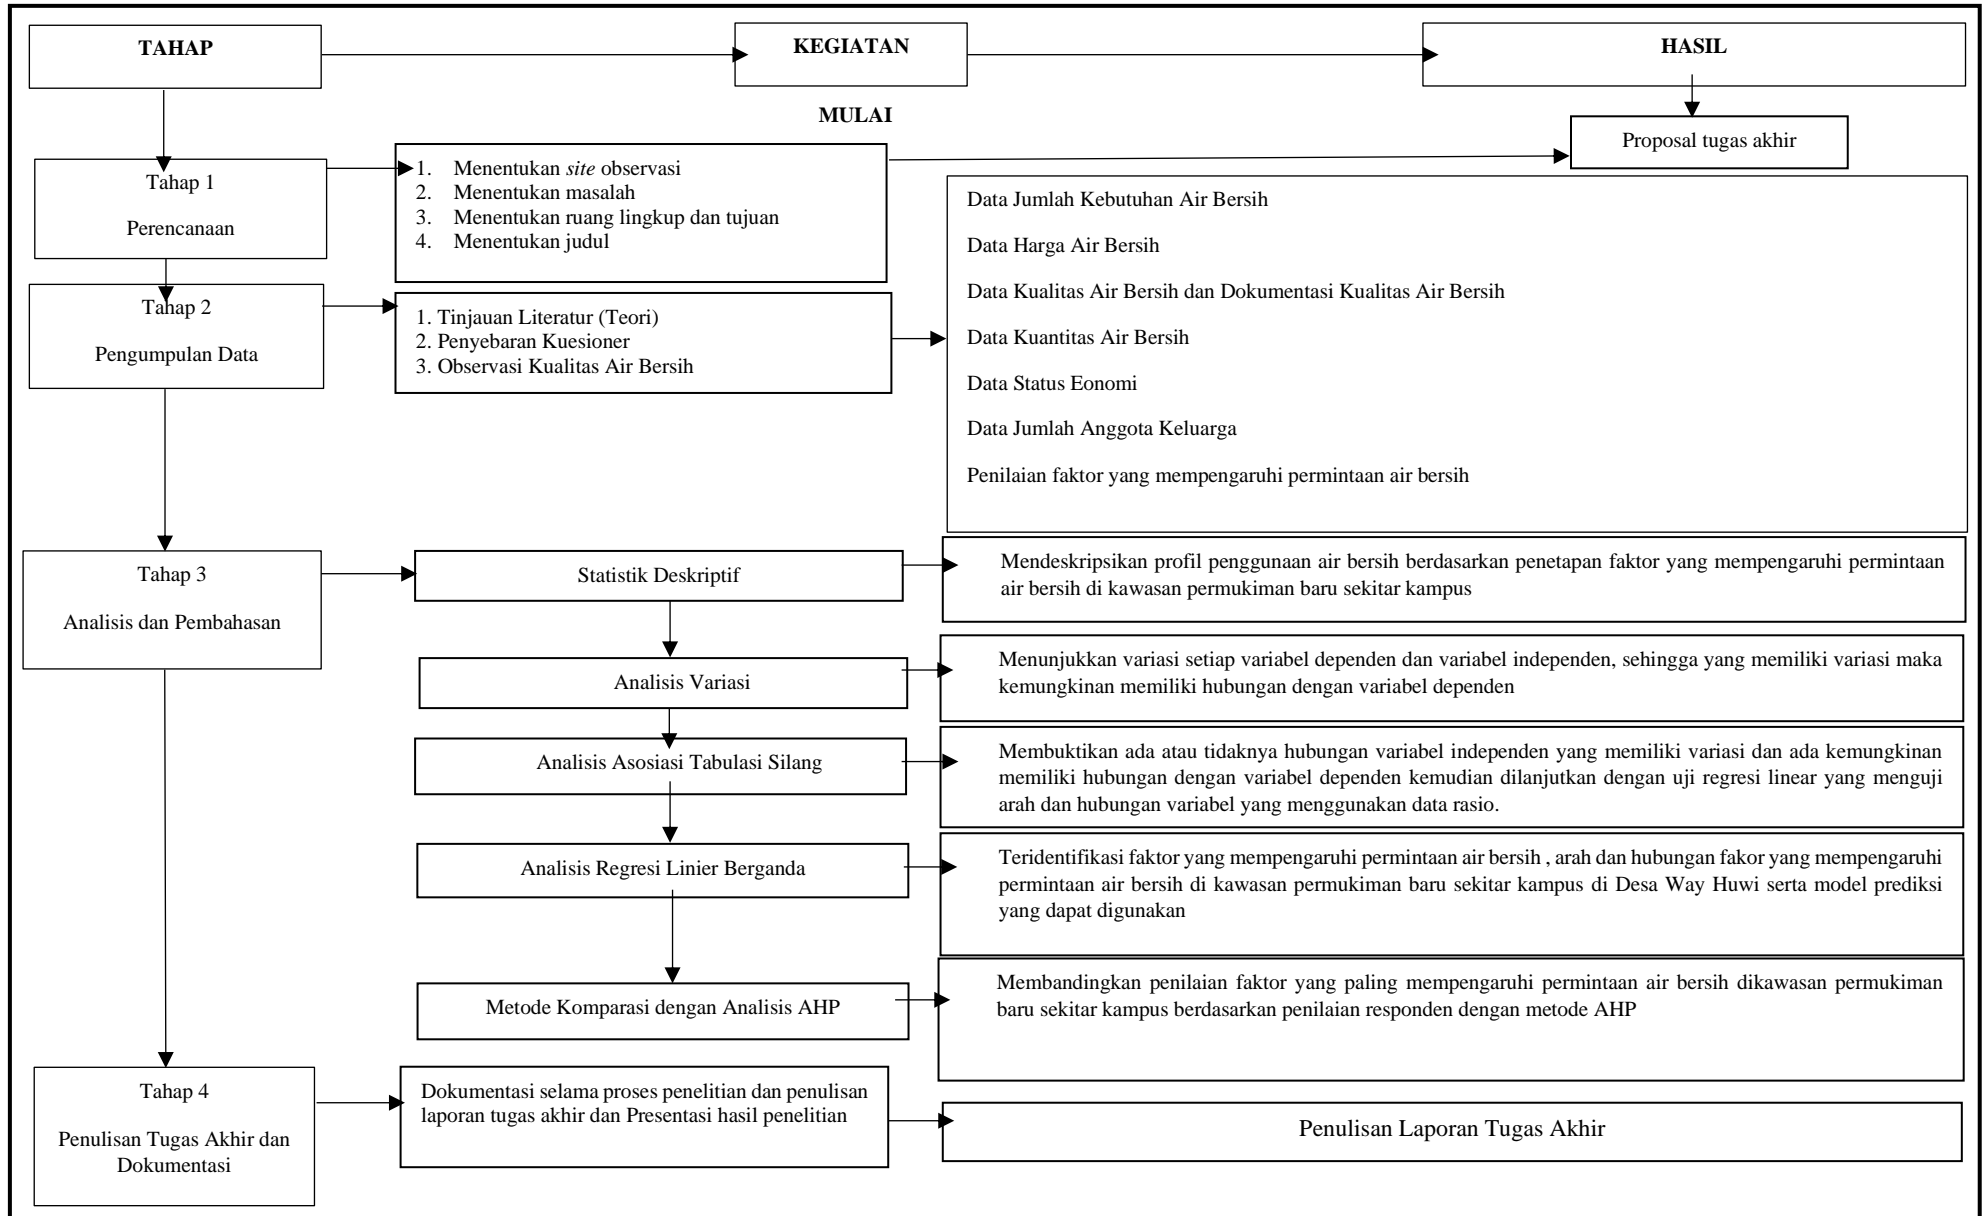 TAHAP
KEGIATAN
HASIL
MULAI
Proposal tugas akhir
Tahap 1
Perencanaan
1. Menentukan site observasi
2. Menentukan masalah
3. Menentukan ruang lingkup dan tujuan
4. Menentukan judul
Tahap 2
Pengumpulan Data
1. Tinjauan Literatur (Teori)
2. Penyebaran Kuesioner
3. Observasi Kualitas Air Bersih
Data Jumlah Kebutuhan Air Bersih
Data Harga Air Bersih
Data Kualitas Air Bersih dan Dokumentasi Kualitas Air Bersih
Data Kuantitas Air Bersih
Data Status Eonomi
Data Jumlah Anggota Keluarga
Penilaian faktor yang mempengaruhi permintaan air bersih
Tahap 3
Analisis dan Pembahasan
Statistik Deskriptif
Mendeskripsikan profil penggunaan air bersih berdasarkan penetapan faktor yang mempengaruhi permintaan
air bersih di kawasan permukiman baru sekitar kampus
Analisis Variasi
Menunjukkan variasi setiap variabel dependen dan variabel independen, sehingga yang memiliki variasi maka
kemungkinan memiliki hubungan dengan variabel dependen
Analisis Asosiasi Tabulasi Silang
Membuktikan ada atau tidaknya hubungan variabel independen yang memiliki variasi dan ada kemungkinan
memiliki hubungan dengan variabel dependen kemudian dilanjutkan dengan uji regresi linear yang menguji
arah dan hubungan variabel yang menggunakan data rasio.
Analisis Regresi Linier Berganda
Teridentifikasi faktor yang mempengaruhi permintaan air bersih , arah dan hubungan fakor yang mempengaruhi
permintaan air bersih di kawasan permukiman baru sekitar kampus di Desa Way Huwi serta model prediksi
yang dapat digunakan
Metode Komparasi dengan Analisis AHP
Membandingkan penilaian faktor yang paling mempengaruhi permintaan air bersih dikawasan permukiman
baru sekitar kampus berdasarkan penilaian responden dengan metode AHP
Tahap 4
Penulisan Tugas Akhir dan
Dokumentasi
Dokumentasi selama proses penelitian dan penulisan
laporan tugas akhir dan Presentasi hasil penelitian
Penulisan Laporan Tugas Akhir